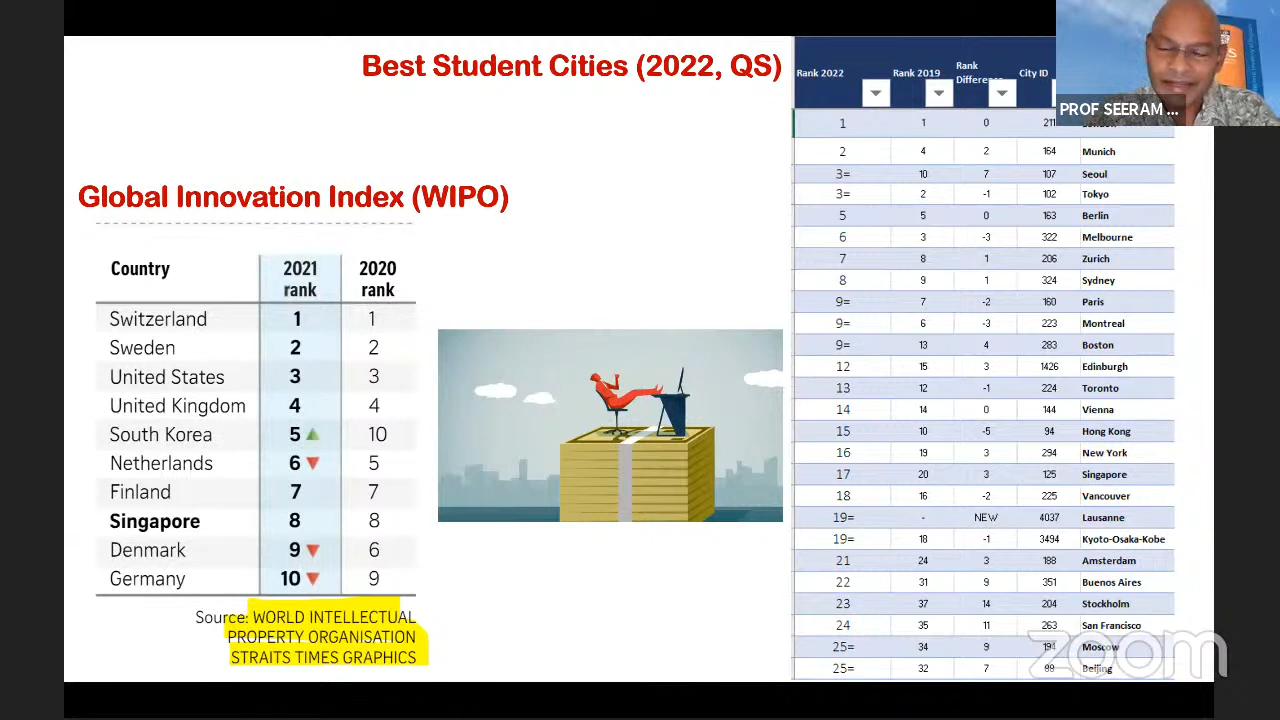 Best Student Cities (2022, QS)
Global Innovation Index (WIPO)
Country 2021 rank 2020 rank
Switzerland 1 1
Sweden 2 2
United States 3 3
United Kingdom 4 4
South Korea 5 10
Netherlands 6 5
Finland 7 7
Singapore 8 8
Denmark 9 6
Germany 10 9
Source: WORLD INTELLECTUAL
PROPERTY ORGANISATION
STRAITS TIMES GRAPHICS
Rank 2022 Rank 2019 Rank Difference City ID
1 1 0 211
2 4 2 164 Munich
3= 10 7 107 Seoul
3= 2 -1 102 Tokyo
5 5 0 163 Berlin
6 3 -3 322 Melbourne
7 8 1 206 Zurich
8 9 1 324 Sydney
9= 7 -2 160 Paris
9= 6 -3 223 Montreal
9= 13 4 283 Boston
12 15 3 1426 Edinburgh
13 12 -1 224 Toronto
14 14 0 144 Vienna
15 10 -5 94 Hong Kong
16 19 3 294 New York
17 20 3 125 Singapore
18 16 -2 225 Vancouver
19= - NEW 4037 Lausanne
19= 18 -1 3494 Kyoto-Osaka-Kobe
21 24 3 188 Amsterdam
22 31 9 351 Buenos Aires
23 37 14 204 Stockholm
24 35 11 263 San Francisco
25= 34 9 194 Moscow
25= 32 7 Beijing
PROF SEERAM ...
zoom